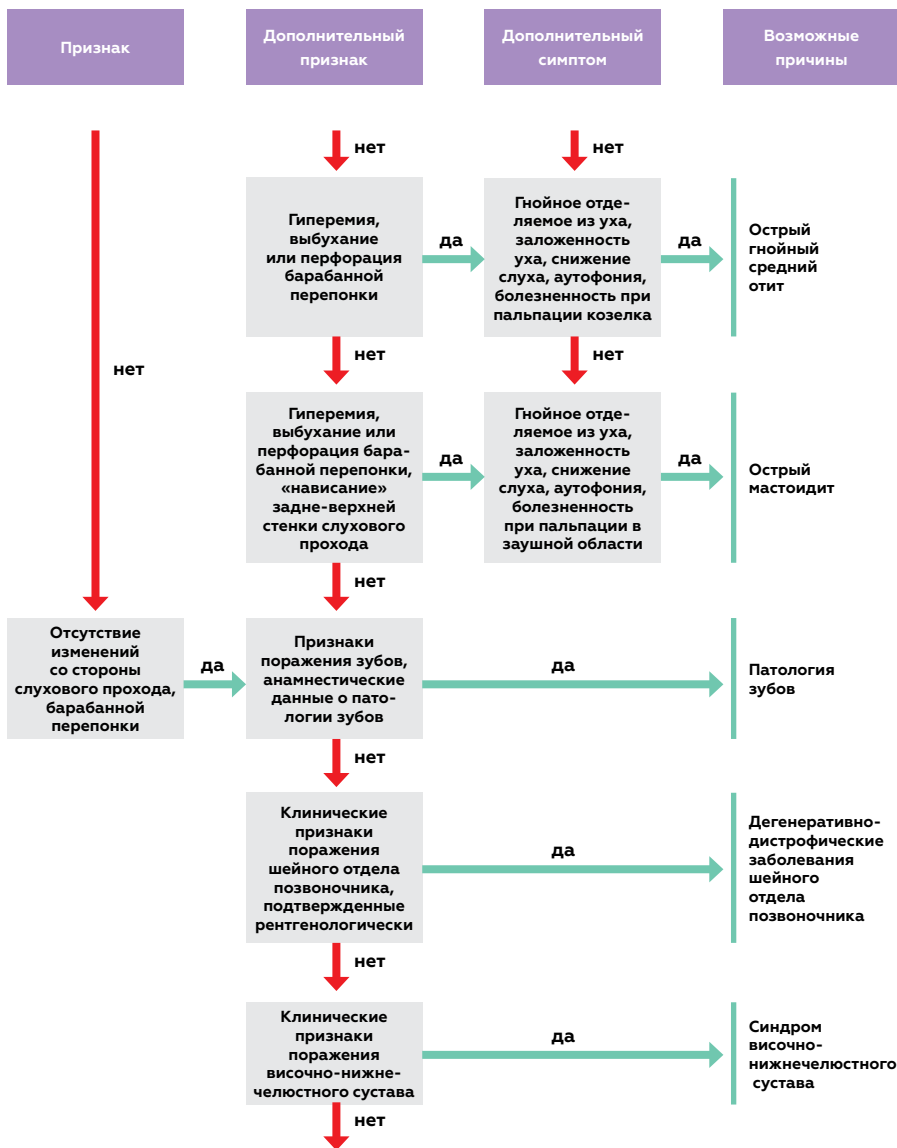 Признак
Дополнительный
признак
Дополнительный
симптом
Возможные
причины
нет
нет
Гиперемия,
выбухание
или перфорация
барабанной
перепонки
да
Гнойное отде-
ляемое из уха,
заложенность
уха, снижение
слуха, аутофония,
болезненность при
пальпации козелка
да
Острый
гнойный
средний
отит
нет
нет
нет
Гиперемия,
выбухание или
перфорация бара-
банной перепонки,
«нависание»
задне-верхней
стенки слухового
прохода
да
Гнойное отде-
ляемое из уха,
заложенность
уха, снижение
слуха, аутофония,
болезненность
при пальпации в
заушной области
да
Острый
мастоидит
нет
Отсутствие
изменений
со стороны
слухового прохода,
барабанной
перепонки
да
Признаки
поражения зубов,
анамнестические
данные о пато-
логии зубов
да
Патология
зубов
нет
Клинические
признаки
поражения
шейного отдела
позвоночника,
подтвержденные
рентгенологически
да
Дегенеративно-
дистрофические
заболевания
шейного
отдела
позвоночника
нет
Клинические
признаки
поражения
височно-нижне-
челюстного сустава
да
Синдром
височно-
нижнечелюстного
сустава
нет